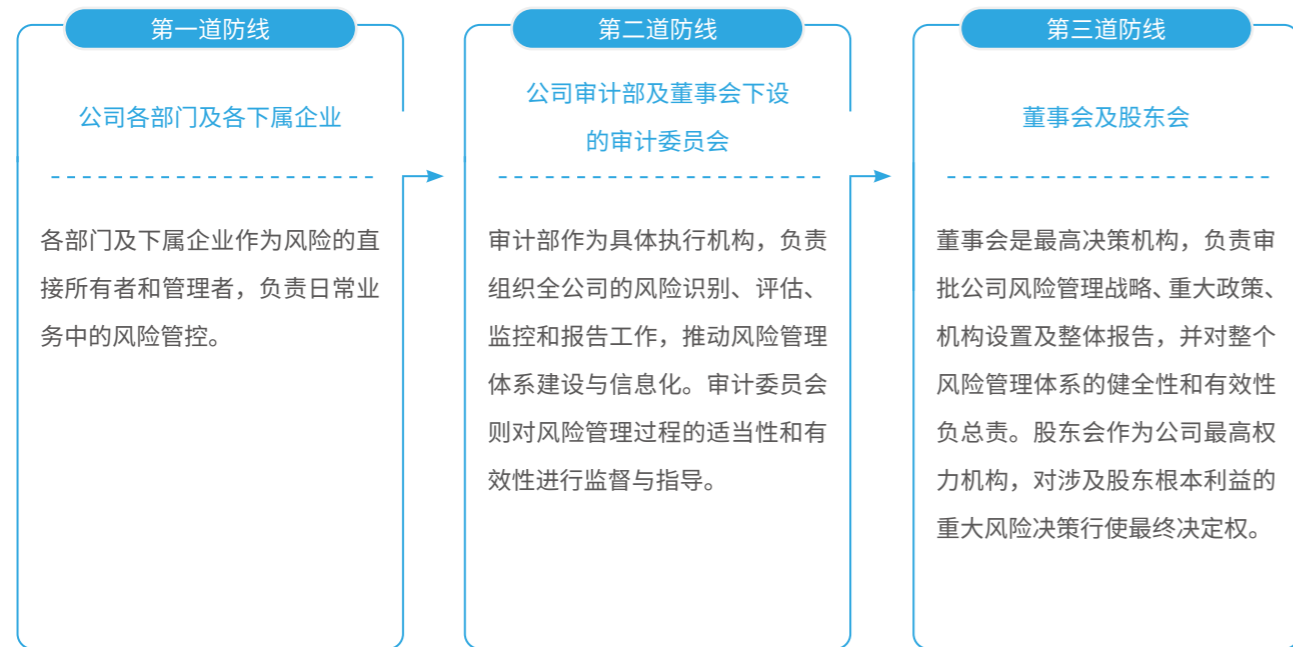 第一道防线
公司各部门及各下属企业
各部门及下属企业作为风险的直
接所有者和管理者，负责日常业
务中的风险管控。
第二道防线
公司审计部及董事会下设
的审计委员会
审计部作为具体执行机构，负责
组织全公司的风险识别、评估、
监控和报告工作，推动风险管理
体系建设与信息化。审计委员会
则对风险管理过程的适当性和有
效性进行监督与指导。
第三道防线
董事会及股东会
董事会是最高决策机构，负责审
批公司风险管理战略、重大政策、
机构设置及整体报告，并对整个
风险管理体系的健全性和有效性
负总责。股东会作为公司最高权
力机构，对涉及股东根本利益的
重大风险决策行使最终决定权。